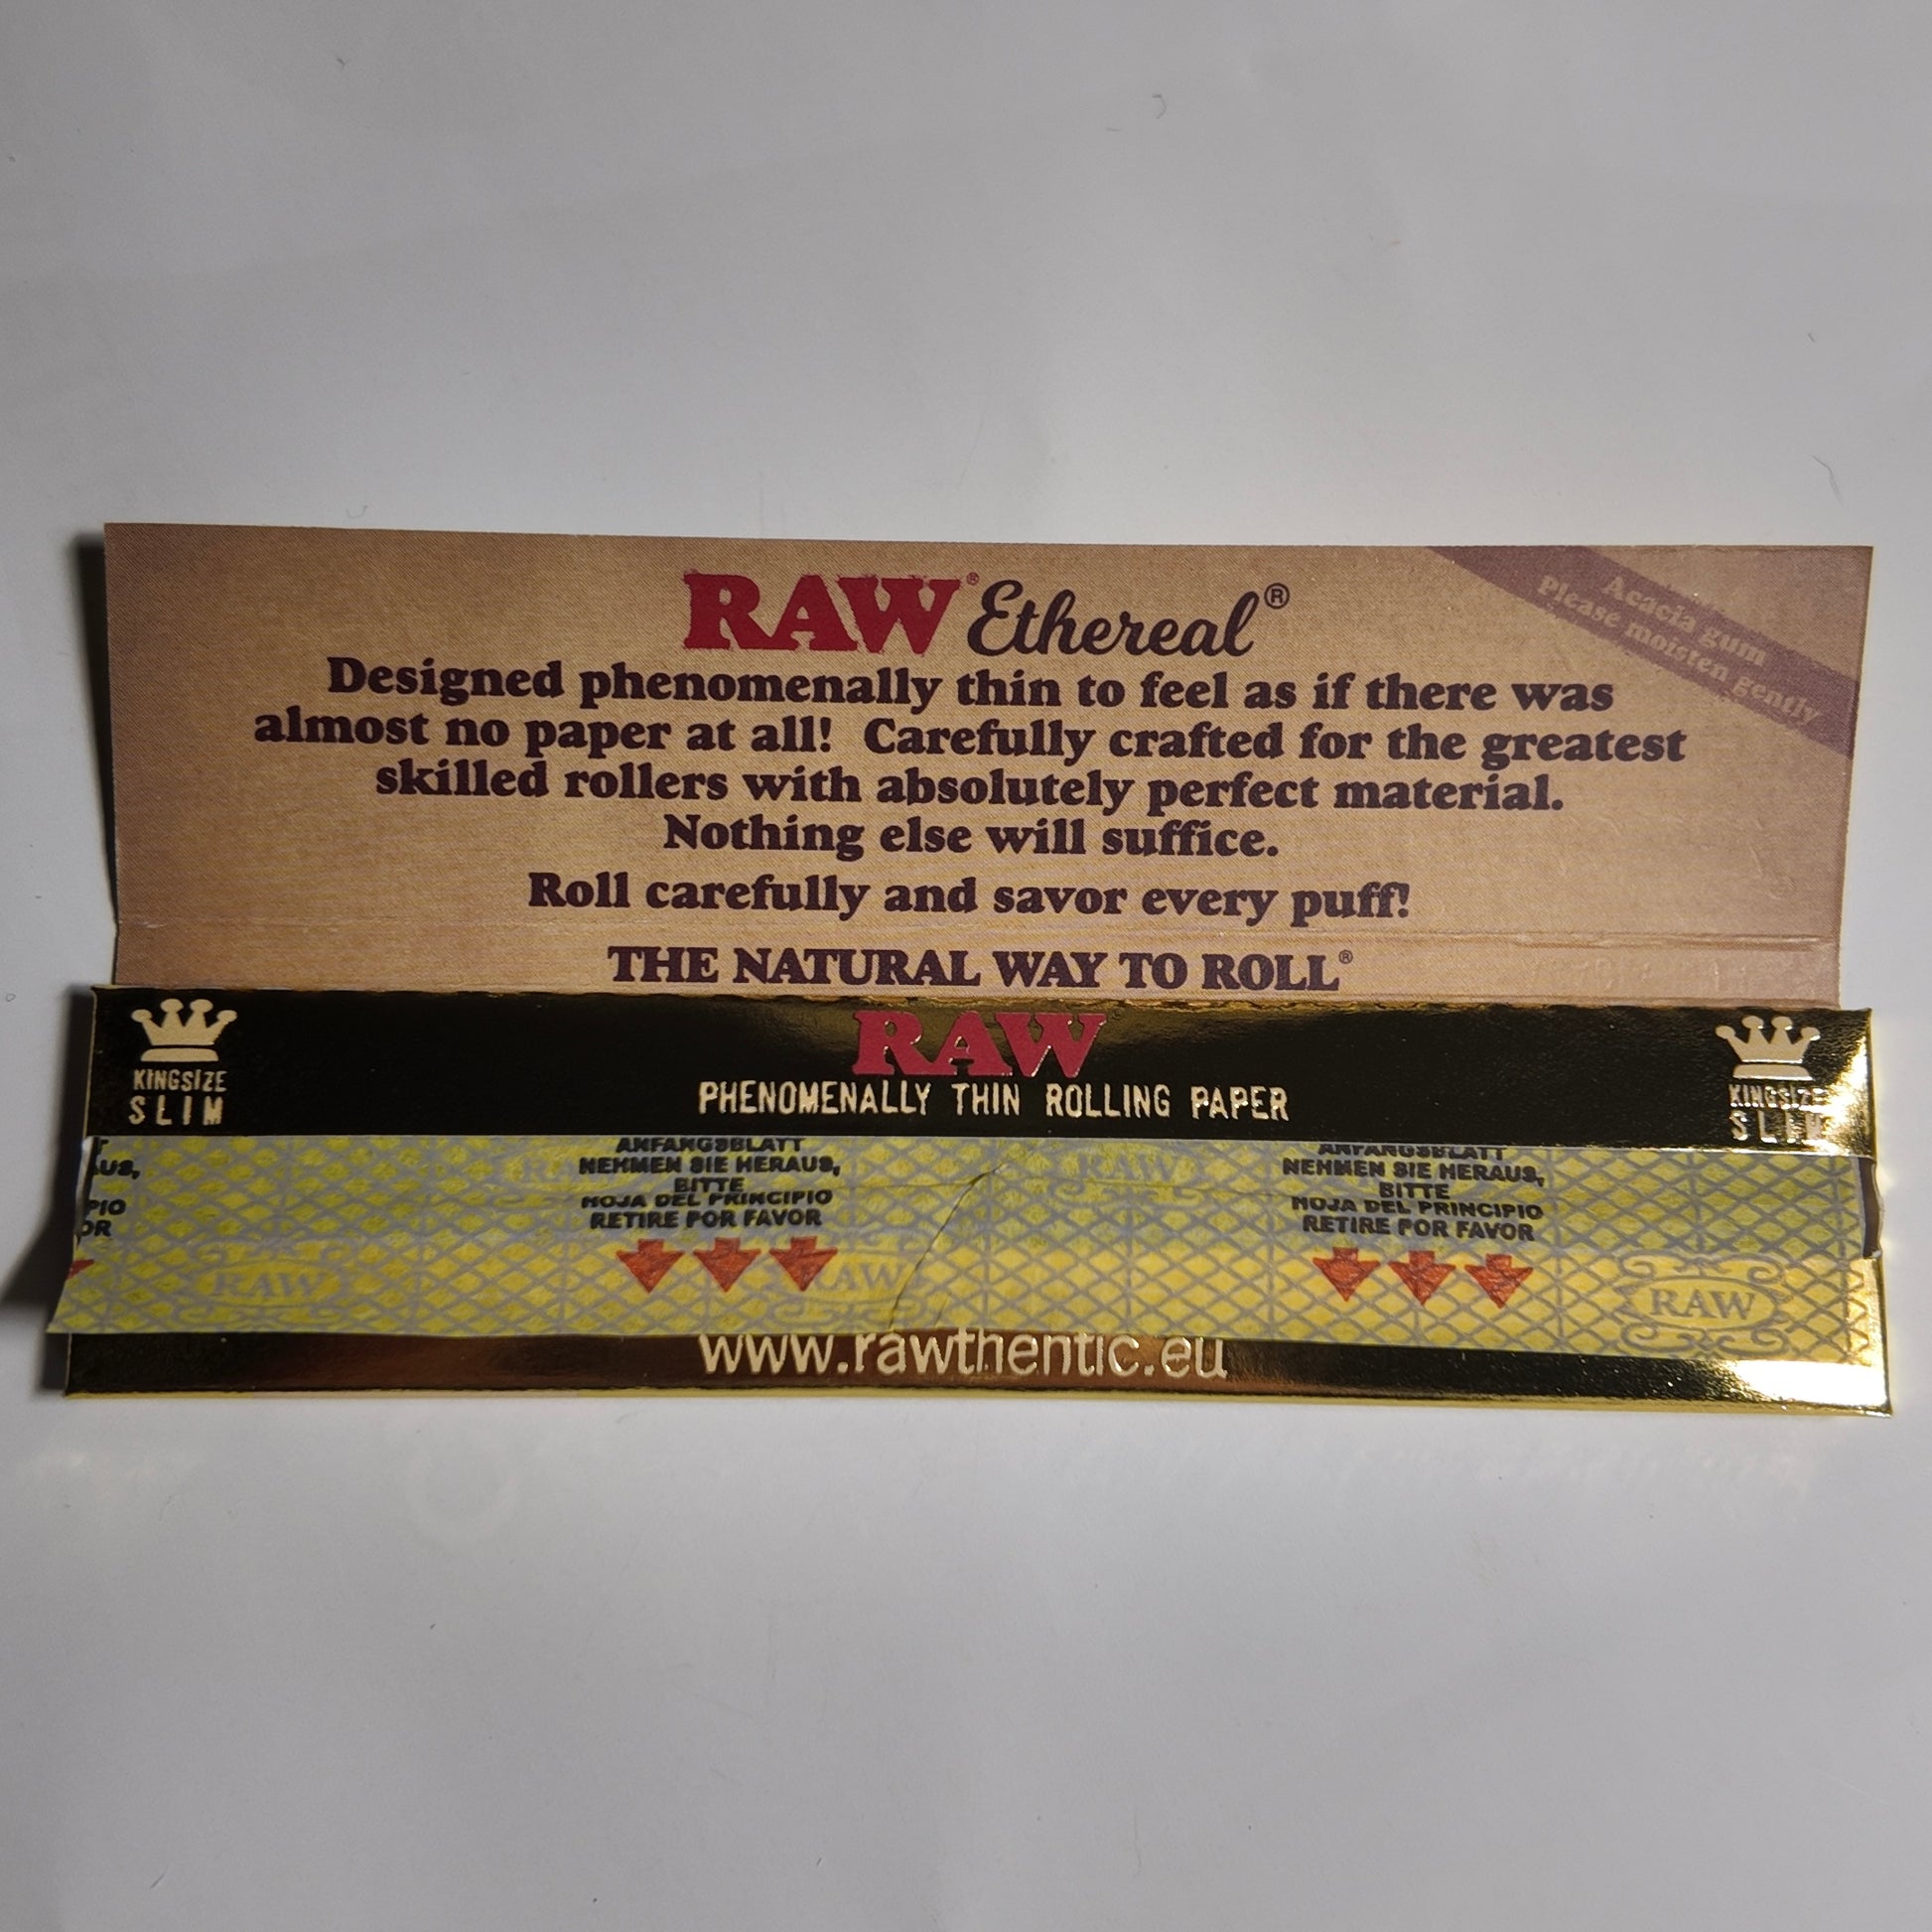 RAW® Ethereal®
Acacia gum
Please moisten gently
Designed phenomenally thin to feel as if there was
almost no paper at all! Carefully crafted for the greatest
skilled rollers with absolutely perfect material.
Nothing else will suffice.
Roll carefully and savor every puff!
THE NATURAL WAY TO ROLL®
KINGSIZE
SLIM
RAW
PHENOMENALLY THIN ROLLING PAPER
KINGSIZE
SLIM
ANFANGSBLATT
NEHMEN SIE HERAUS,
BITTE
HOJA DEL PRINCIPIO
RETIRE POR FAVOR
ANFANGSBLATT
NEHMEN SIE HERAUS,
BITTE
HOJA DEL PRINCIPIO
RETIRE POR FAVOR
RAW
RAW
RAW
RAW
www.rawthentic.eu